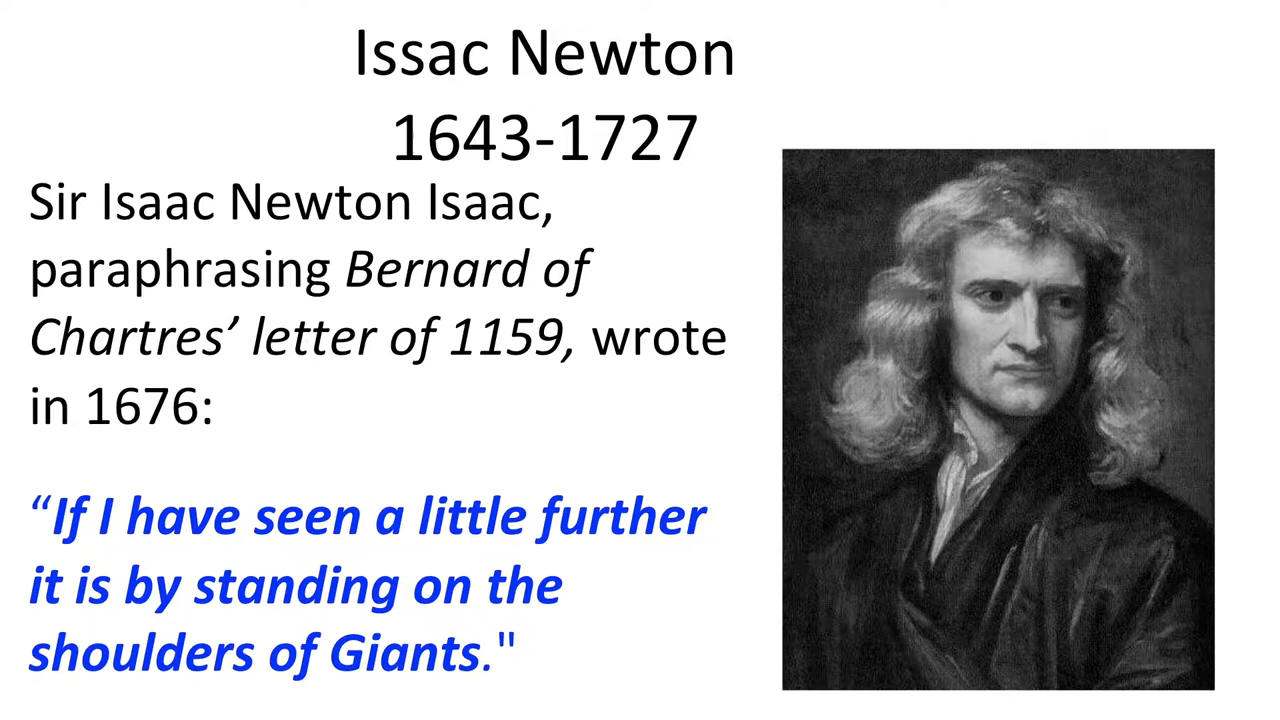 Issac Newton
1643-1727
Sir Isaac Newton Isaac,
paraphrasing Bernard of
Chartres’ letter of 1159, wrote
in 1676:
“If I have seen a little further
it is by standing on the
shoulders of Giants."